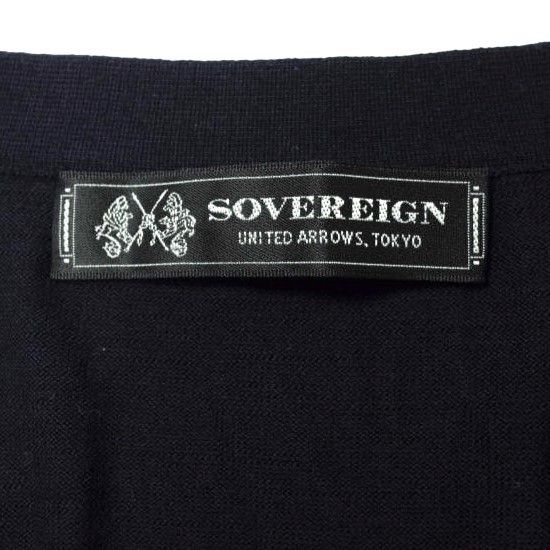 SOVEREIGN
UNITED ARROWS, TOKYO